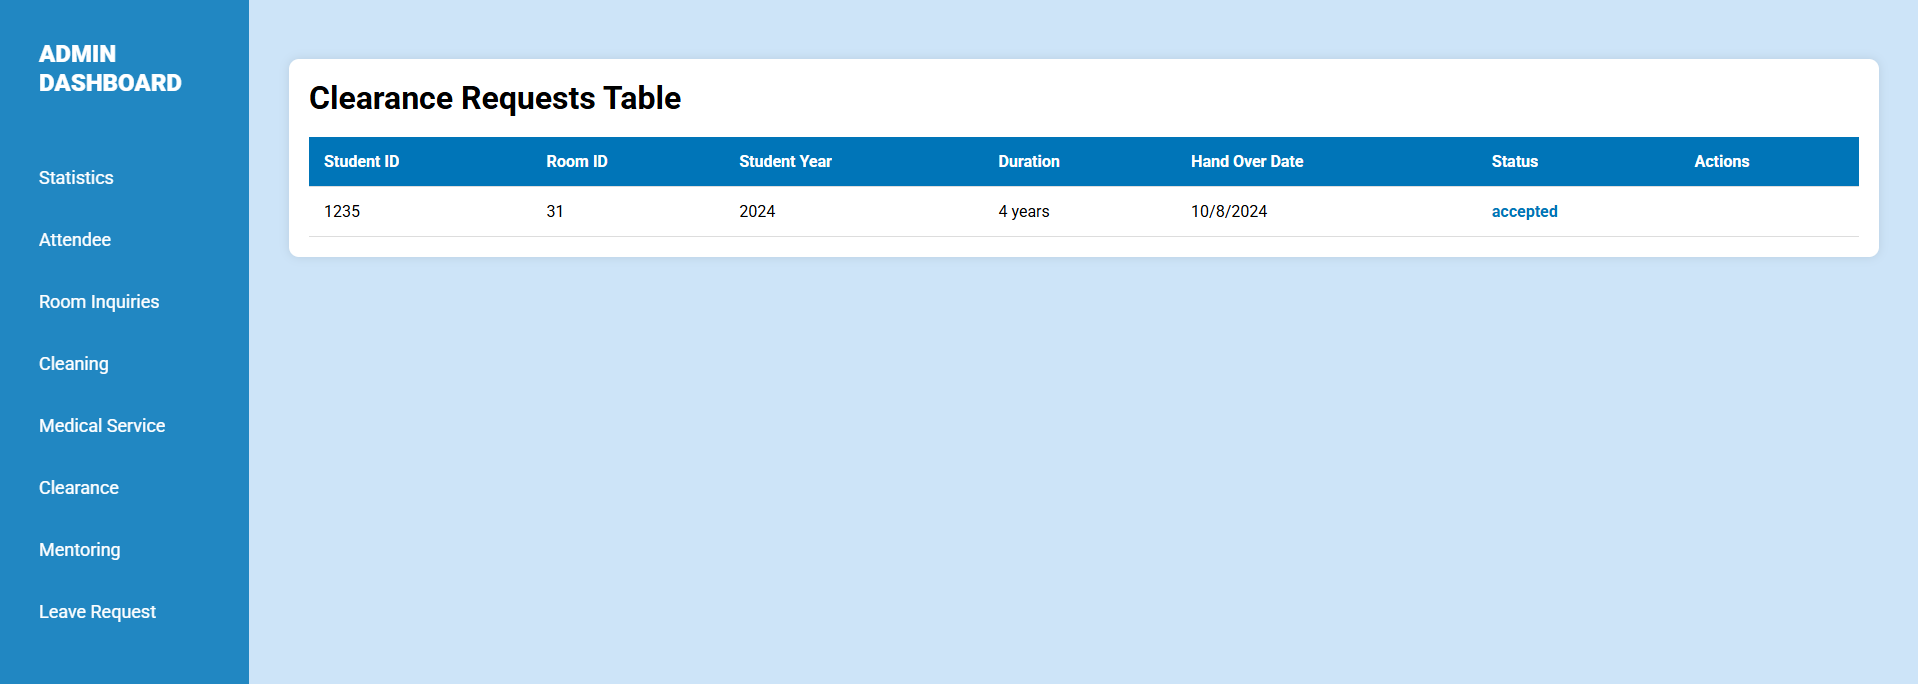 ADMIN
DASHBOARD
Statistics
Attendee
Room Inquiries
Cleaning
Medical Service
Clearance
Mentoring
Leave Request
Clearance Requests Table
Student ID Room ID Student Year Duration Hand Over Date Status Actions
1235 31 2024 4 years 10/8/2024 accepted